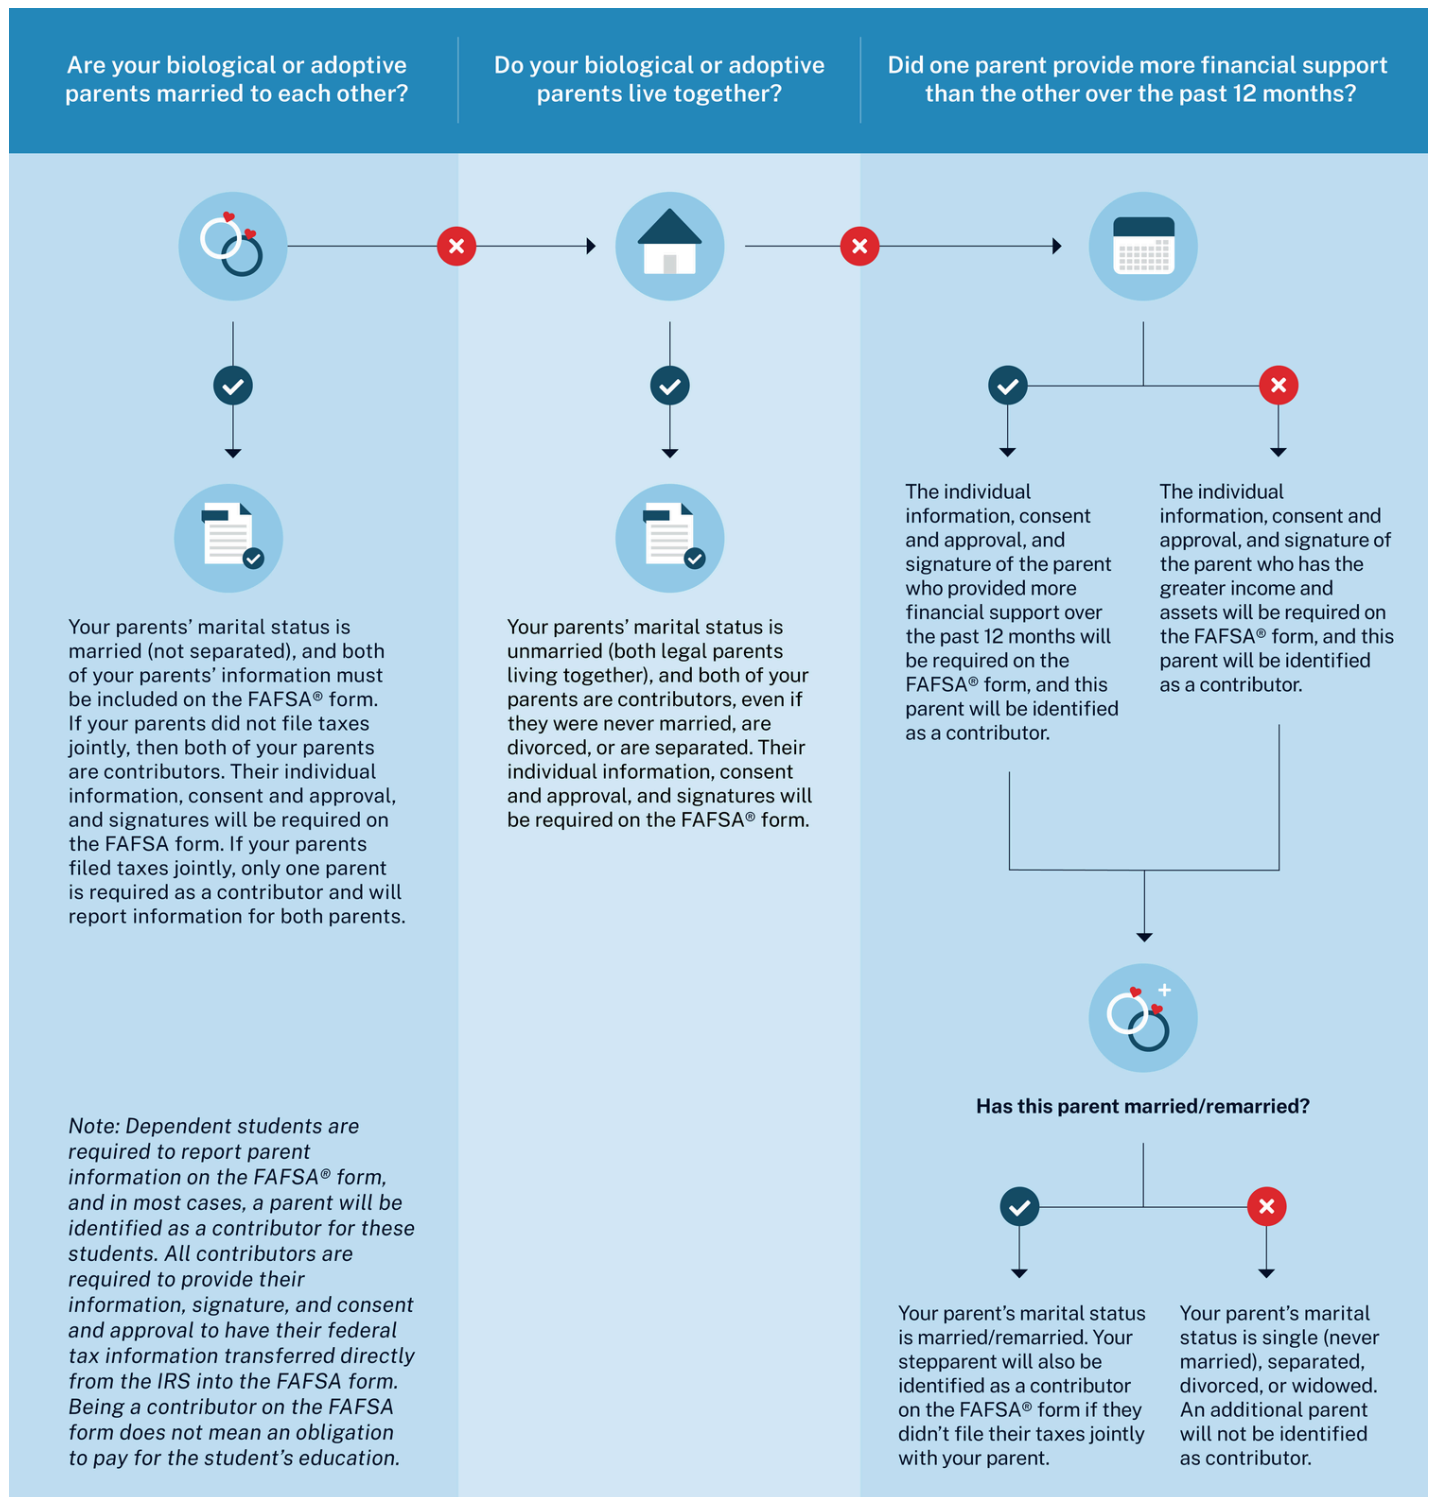 Are your biological or adoptive
parents married to each other?
Do your biological or adoptive
parents live together?
Did one parent provide more financial support
than the other over the past 12 months?
Your parents’ marital status is
married (not separated), and both
of your parents’ information must
be included on the FAFSA® form.
If your parents did not file taxes
jointly, then both of your parents
are contributors. Their individual
information, consent and approval,
and signatures will be required on
the FAFSA form. If your parents
filed taxes jointly, only one parent
is required as a contributor and will
report information for both parents.
Note: Dependent students are
required to report parent
information on the FAFSA® form,
and in most cases, a parent will be
identified as a contributor for these
students. All contributors are
required to provide their
information, signature, and consent
and approval to have their federal
tax information transferred directly
from the IRS into the FAFSA form.
Being a contributor on the FAFSA
form does not mean an obligation
to pay for the student’s education.
Your parents’ marital status is
unmarried (both legal parents
living together), and both of your
parents are contributors, even if
they were never married, are
divorced, or are separated. Their
individual information, consent
and approval, and signatures will
be required on the FAFSA® form.
The individual
information, consent
and approval, and
signature of the parent
who provided more
financial support over
the past 12 months will
be required on the
FAFSA® form, and this
parent will be identified
as a contributor.
The individual
information, consent and
approval, and signature of
the parent who has the
greater income and
assets will be required on
the FAFSA® form, and this
parent will be identified
as a contributor.
Has this parent married/remarried?
Your parent’s marital status
is married/remarried. Your
stepparent will also be
identified as a contributor
on the FAFSA® form if they
didn’t file their taxes jointly
with your parent.
Your parent’s marital
status is single (never
married), separated,
divorced, or widowed.
An additional parent
will not be identified
as contributor.